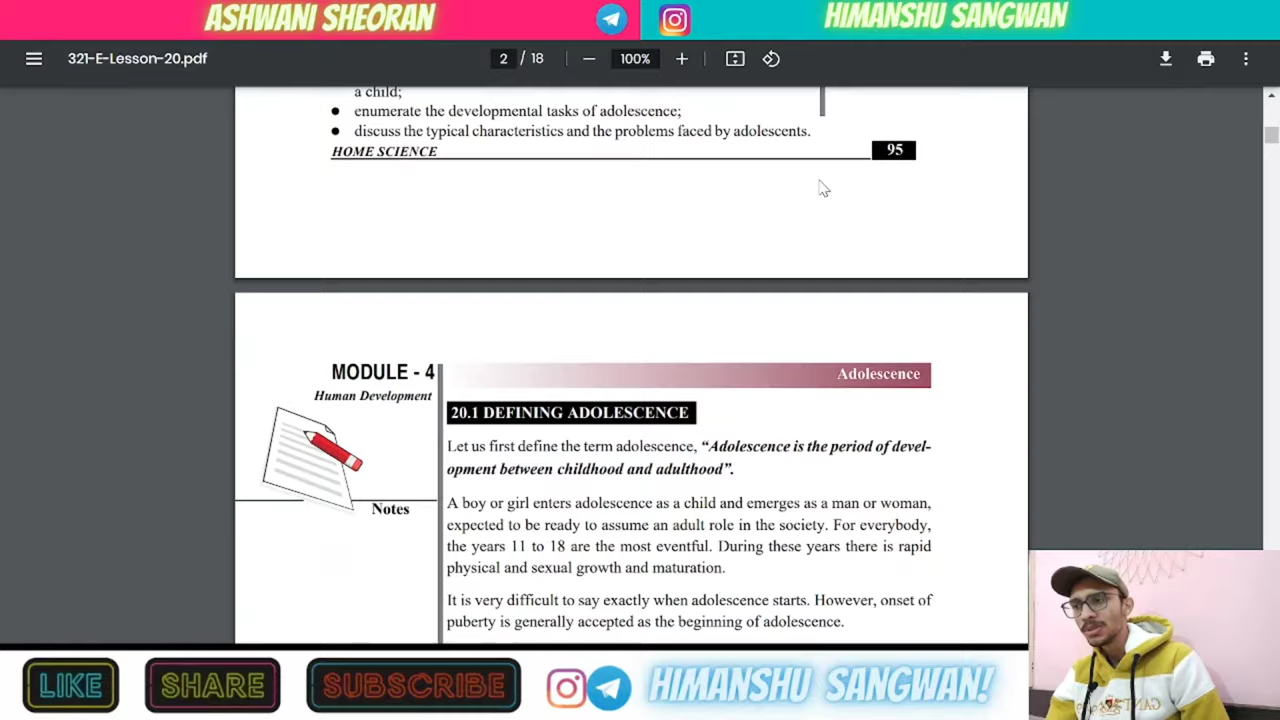 ASHWANI SHEORAN
HIMANSHU SANGWAN
321-E-Lesson-20.pdf
2 / 18
100%
a child;
● enumerate the developmental tasks of adolescence;
● discuss the typical characteristics and the problems faced by adolescents.
HOME SCIENCE
95
MODULE - 4
Human Development
Adolescence
Notes
20.1 DEFINING ADOLESCENCE
Let us first define the term adolescence, “Adolescence is the period of devel-
opment between childhood and adulthood”.
A boy or girl enters adolescence as a child and emerges as a man or woman,
expected to be ready to assume an adult role in the society. For everybody,
the years 11 to 18 are the most eventful. During these years there is rapid
physical and sexual growth and maturation.
It is very difficult to say exactly when adolescence starts. However, onset of
puberty is generally accepted as the beginning of adolescence.
LIKE
SHARE
SUBSCRIBE
HIMANSHU SANGWAN!